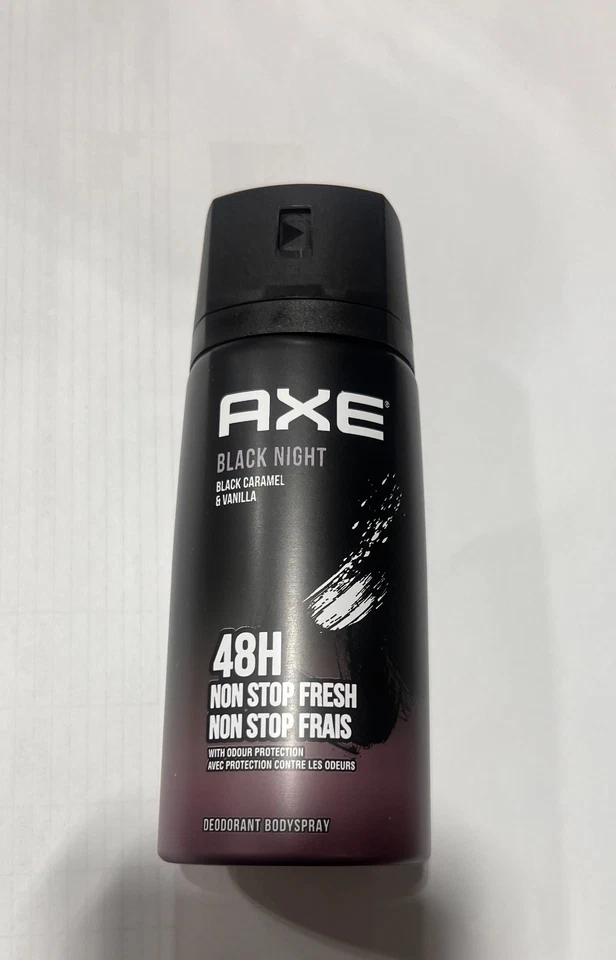 AXE®
BLACK NIGHT
BLACK CARAMEL
& VANILLA
48H
NON STOP FRESH
NON STOP FRAIS
WITH ODOUR PROTECTION
AVEC PROTECTION CONTRE LES ODEURS
DEODORANT BODYSPRAY